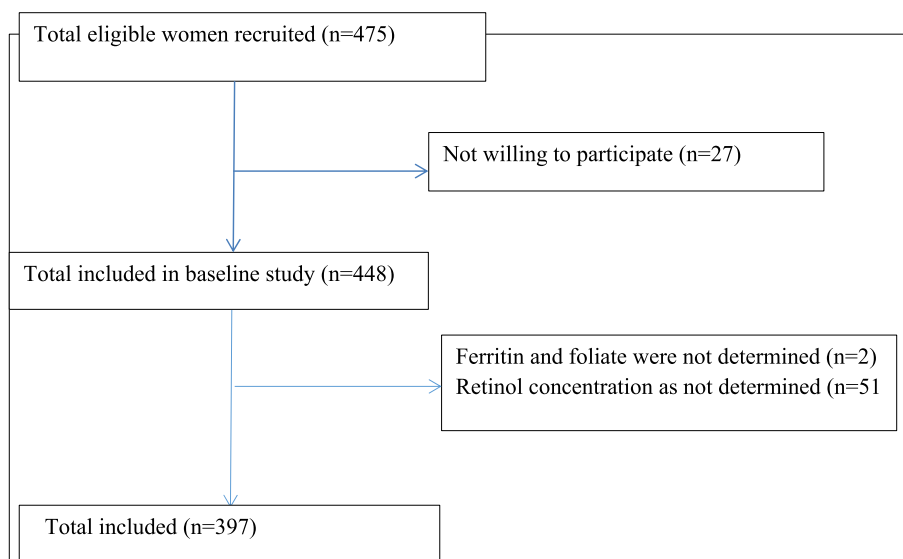 Total eligible women recruited (n=475)
Not willing to participate (n=27)
Total included in baseline study (n=448)
Ferritin and foliate were not determined (n=2)
Retinol concentration as not determined (n=51
Total included (n=397)